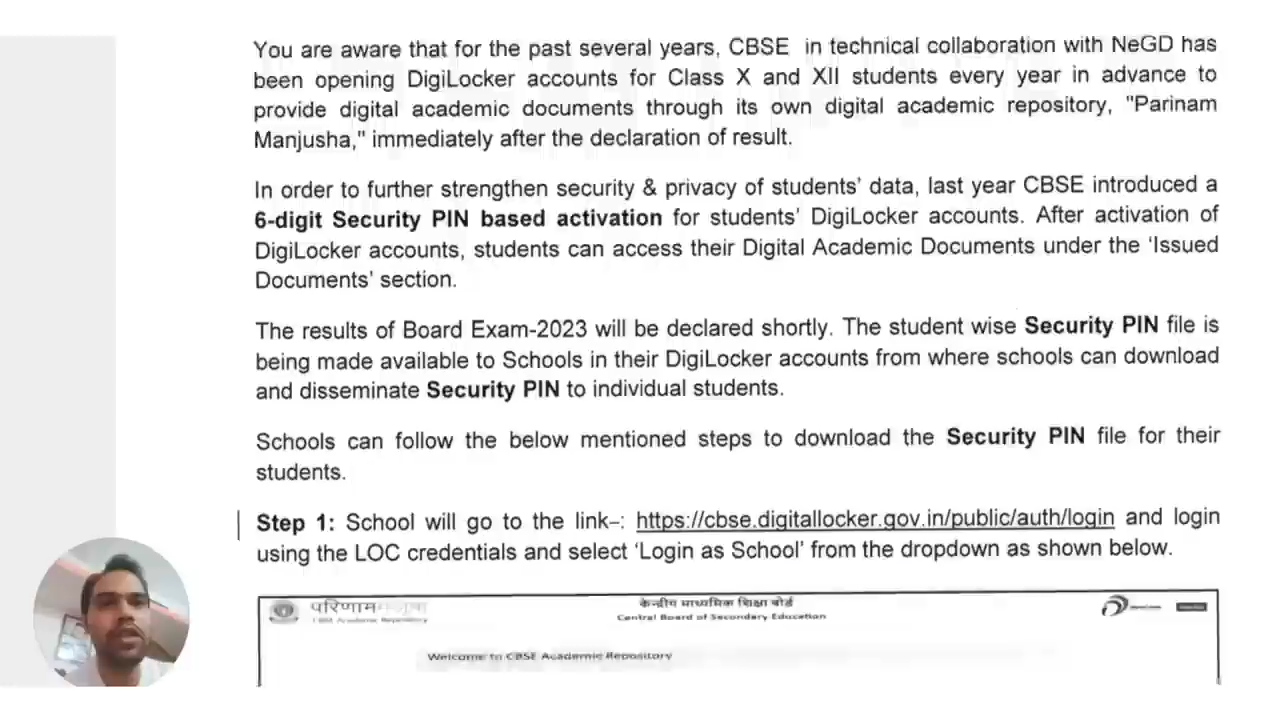 You are aware that for the past several years, CBSE in technical collaboration with NeGD has
been opening DigiLocker accounts for Class X and XII students every year in advance to
provide digital academic documents through its own digital academic repository, "Parinam
Manjusha," immediately after the declaration of result.
In order to further strengthen security & privacy of students' data, last year CBSE introduced a
6-digit Security PIN based activation for students' DigiLocker accounts. After activation of
DigiLocker accounts, students can access their Digital Academic Documents under the 'Issued
Documents' section.
The results of Board Exam-2023 will be declared shortly. The student wise Security PIN file is
being made available to Schools in their DigiLocker accounts from where schools can download
and disseminate Security PIN to individual students.
Schools can follow the below mentioned steps to download the Security PIN file for their
students.
Step 1: School will go to the link–: https://cbse.digitallocker.gov.in/public/auth/login and login
using the LOC credentials and select 'Login as School' from the dropdown as shown below.
परिणाम मंजूषा
CBSE Academic Repository
केन्द्रीय माध्यमिक शिक्षा बोर्ड
Central Board of Secondary Education
Welcome to CBSE Academic Repository